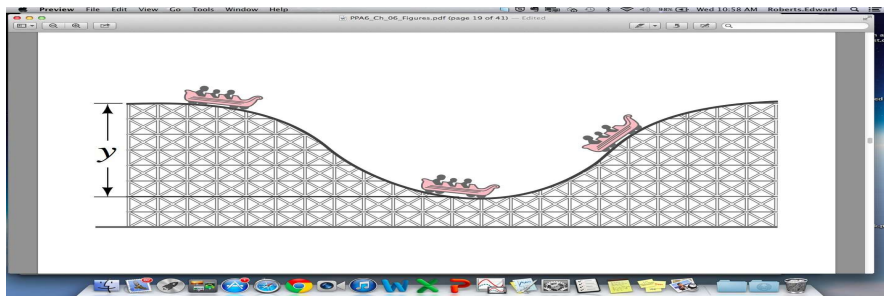 Preview File Edit View Go Tools Window Help 98% Wed 10:58 AM Roberts.Edward
PPA6_Ch_06_Figures.pdf (page 19 of 41) — Edited
y